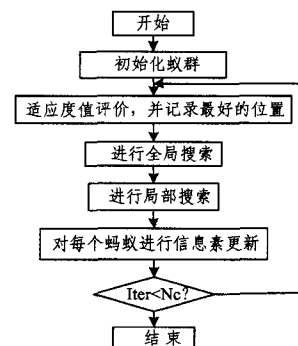 开始
初始化蚁群
适应度值评价，并记录最好的位置
进行全局搜索
进行局部搜索
对每个蚂蚁进行信息素更新
Iter<Nc?
结束